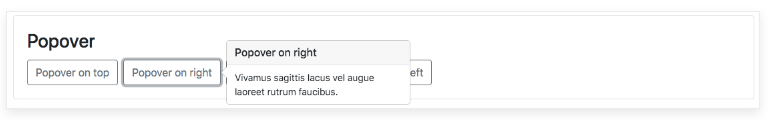 Popover
Popover on top Popover on right
Popover on right
Vivamus sagittis lacus vel augue
laoreet rutrum faucibus.
eft